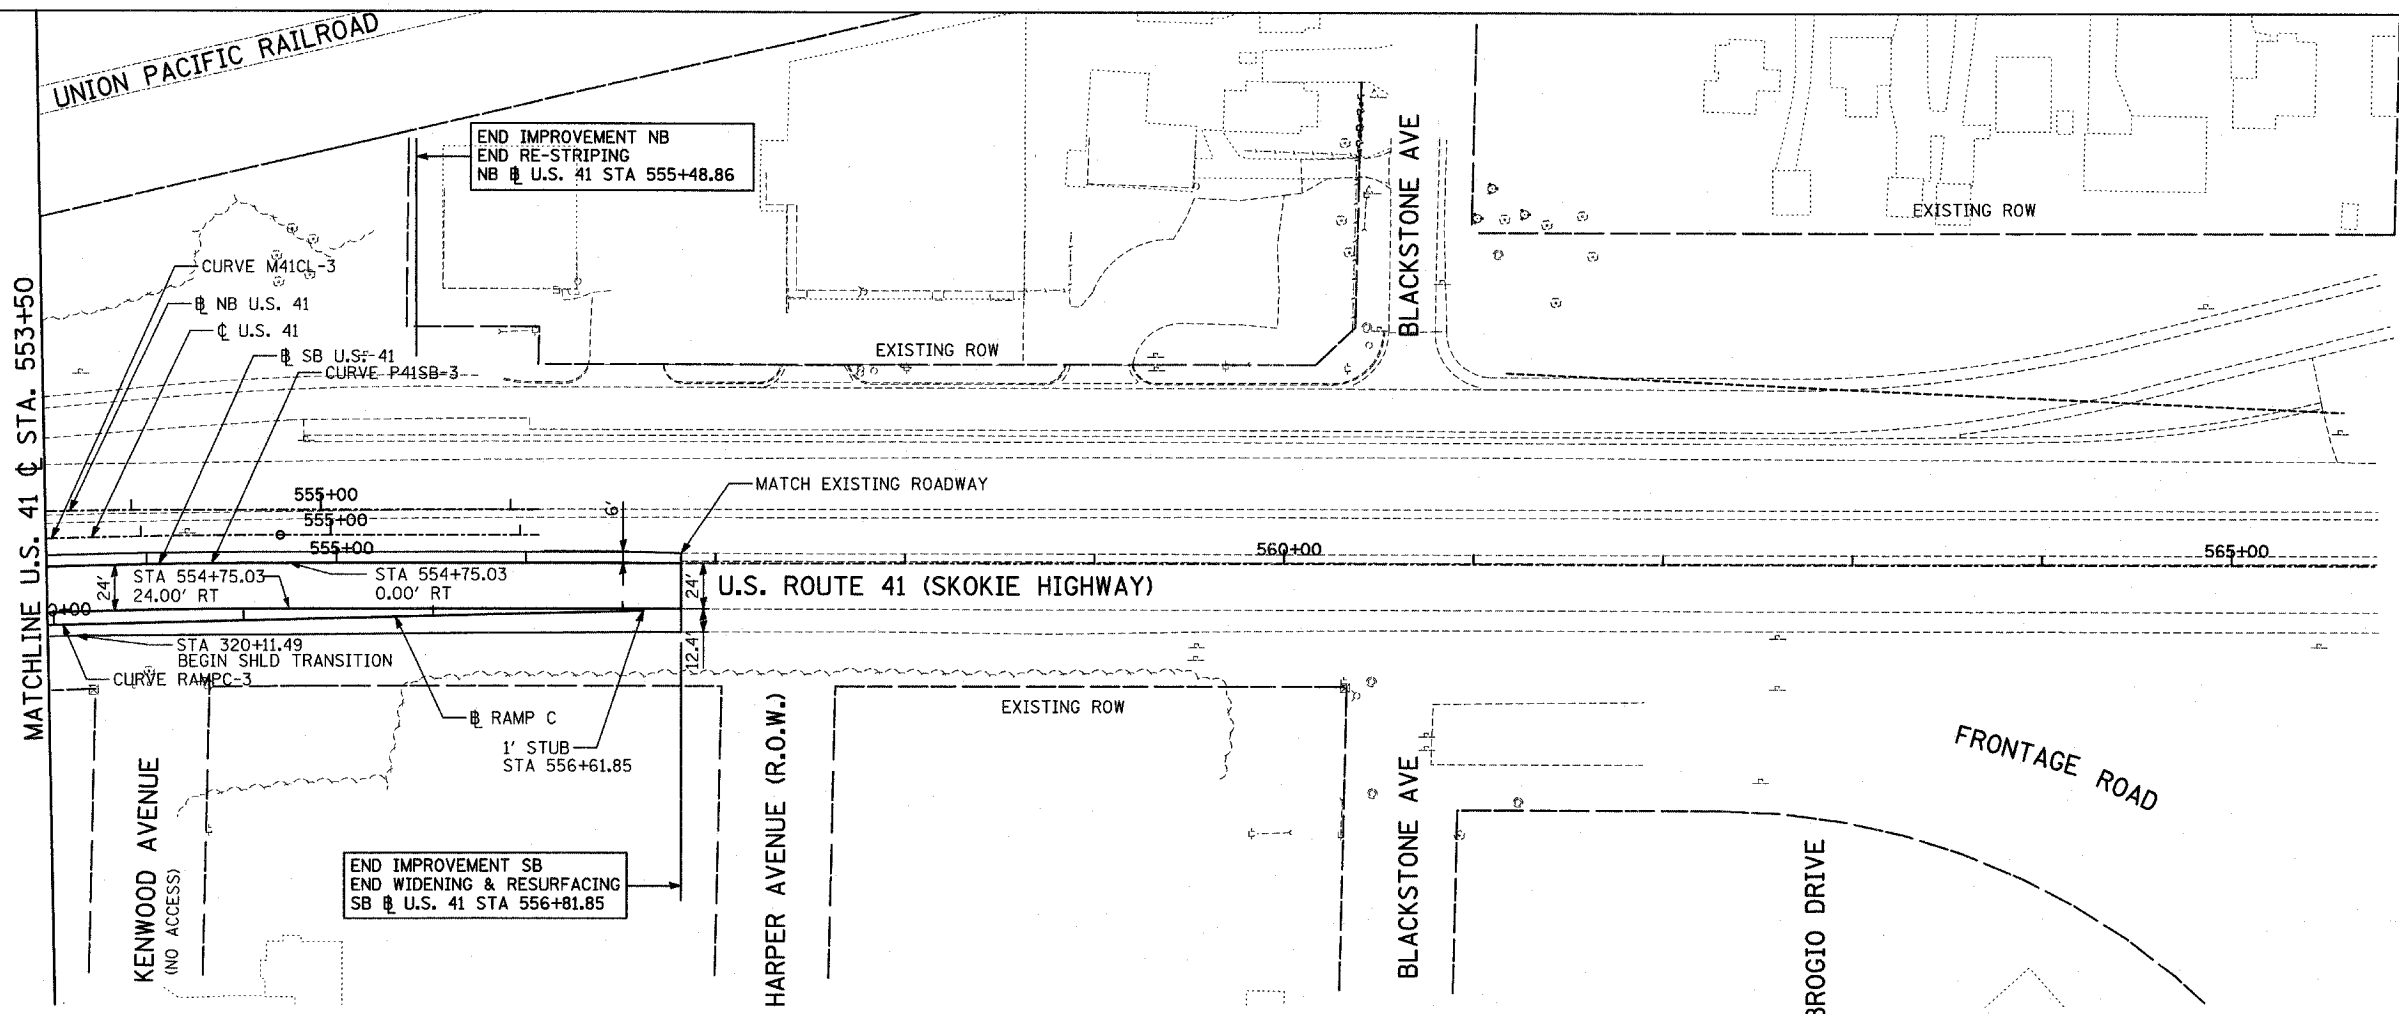 UNION PACIFIC RAILROAD
END IMPROVEMENT NB
END RE-STRIPING
NB ℄ U.S. 41 STA 555+48.86
BLACKSTONE AVE
EXISTING ROW
CURVE M41CL-3
℄ NB U.S. 41
℄ U.S. 41
℄ SB U.S. 41
CURVE P41SB-3
EXISTING ROW
MATCHLINE U.S. 41 ℄ STA. 553+50
MATCH EXISTING ROADWAY
555+00
555+00
555+00
6'
560+00
565+00
24'
STA 554+75.03
24.00' RT
STA 554+75.03
0.00' RT
24'
U.S. ROUTE 41 (SKOKIE HIGHWAY)
0+00
STA 320+11.49
BEGIN SHLD TRANSITION
CURVE RAMPC-3
12.4'
℄ RAMP C
1' STUB
STA 556+61.85
EXISTING ROW
KENWOOD AVENUE
(NO ACCESS)
HARPER AVENUE (R.O.W.)
BLACKSTONE AVE
FRONTAGE ROAD
BROGIO DRIVE
END IMPROVEMENT SB
END WIDENING & RESURFACING
SB ℄ U.S. 41 STA 556+81.85